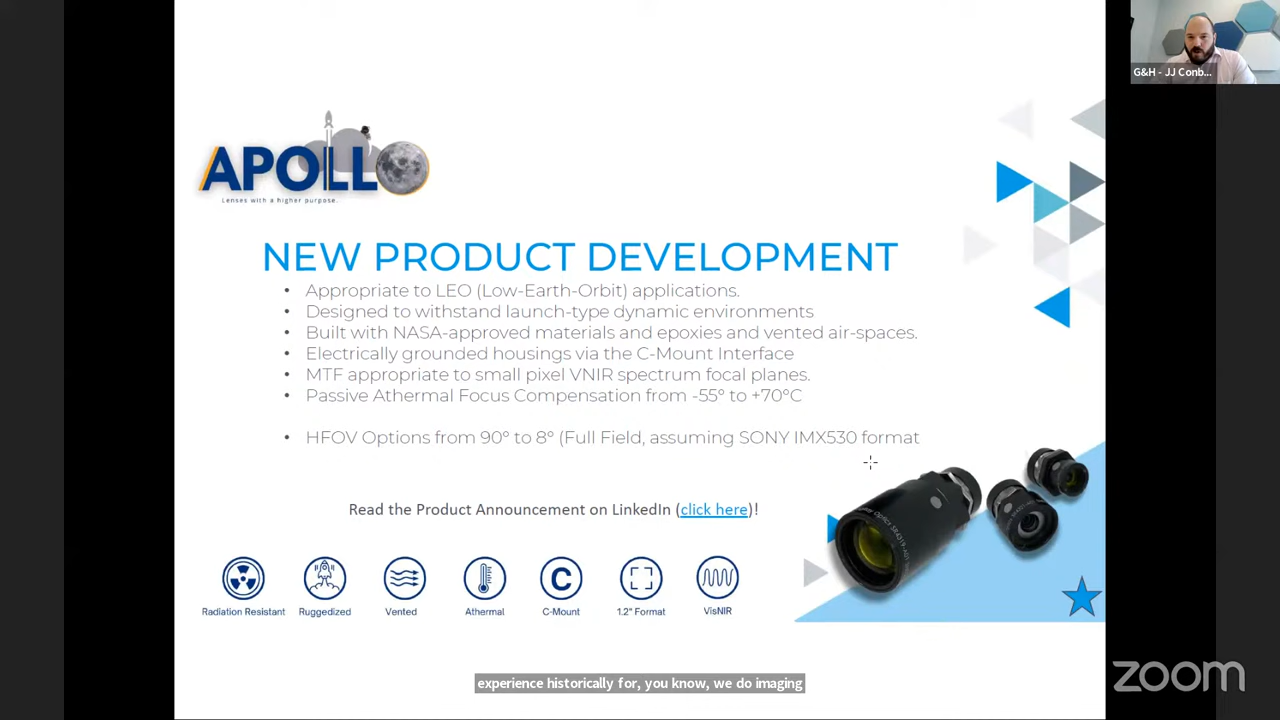 G&H - JJ Conb...
APOLLO
Lenses with a higher purpose.
NEW PRODUCT DEVELOPMENT
• Appropriate to LEO (Low-Earth-Orbit) applications.
• Designed to withstand launch-type dynamic environments
• Built with NASA-approved materials and epoxies and vented air-spaces.
• Electrically grounded housings via the C-Mount Interface
• MTF appropriate to small pixel VNIR spectrum focal planes.
• Passive Athermal Focus Compensation from -55° to +70°C
• HFOV Options from 90° to 8° (Full Field, assuming SONY IMX530 format
Read the Product Announcement on LinkedIn (click here)!
C
Radiation Resistant Ruggedized Vented Athermal C-Mount 1.2" Format VisNIR
experience historically for, you know, we do imaging
zoom